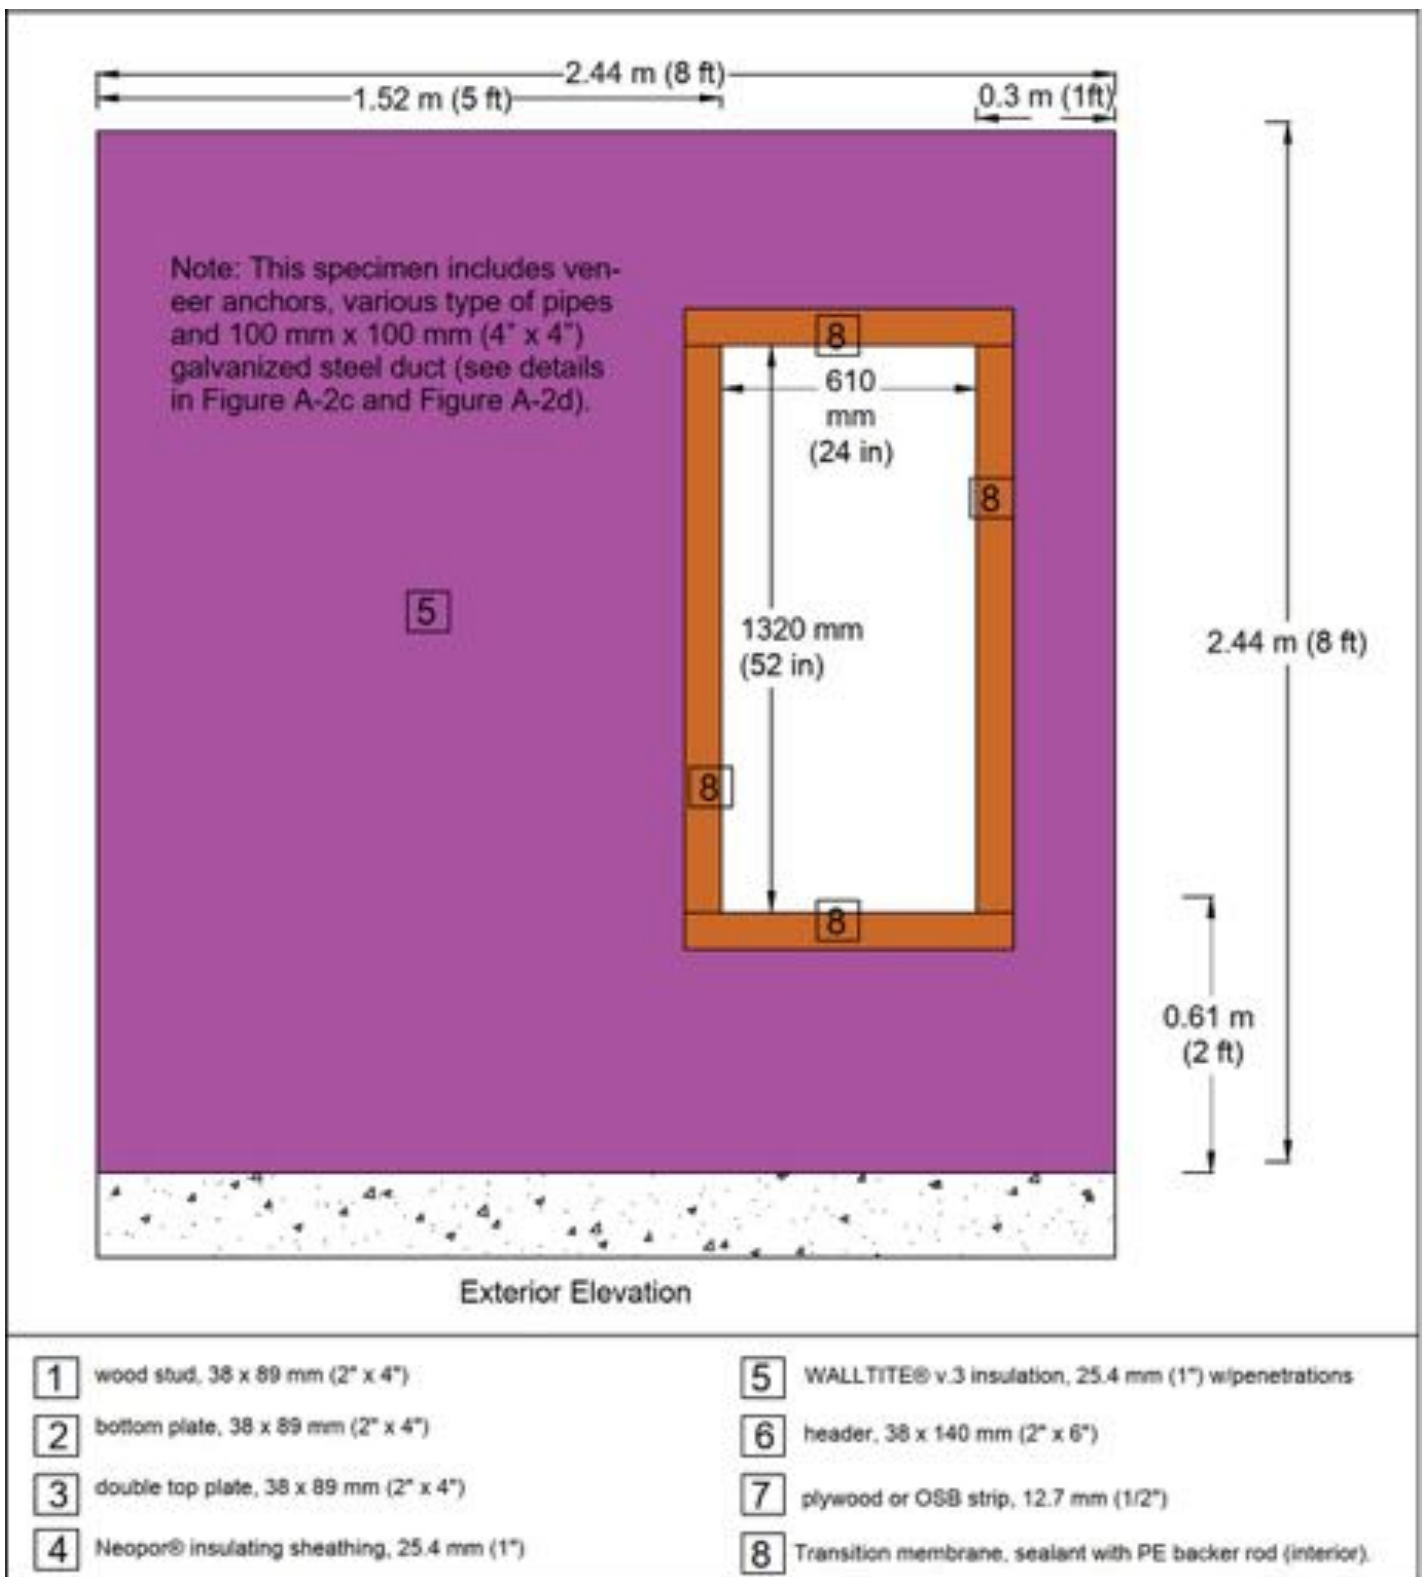 2.44 m (8 ft)
1.52 m (5 ft)
0.3 m (1ft)
Note: This specimen includes ven-
eer anchors, various type of pipes
and 100 mm x 100 mm (4" x 4")
galvanized steel duct (see details
in Figure A-2c and Figure A-2d).
8
610
mm
(24 in)
8
5
1320 mm
(52 in)
2.44 m (8 ft)
8
8
0.61 m
(2 ft)
Exterior Elevation
1 wood stud, 38 x 89 mm (2" x 4")
2 bottom plate, 38 x 89 mm (2" x 4")
3 double top plate, 38 x 89 mm (2" x 4")
4 Neopor® insulating sheathing, 25.4 mm (1")
5 WALLTITE® v.3 insulation, 25.4 mm (1") w/penetrations
6 header, 38 x 140 mm (2" x 6")
7 plywood or OSB strip, 12.7 mm (1/2")
8 Transition membrane, sealant with PE backer rod (interior).